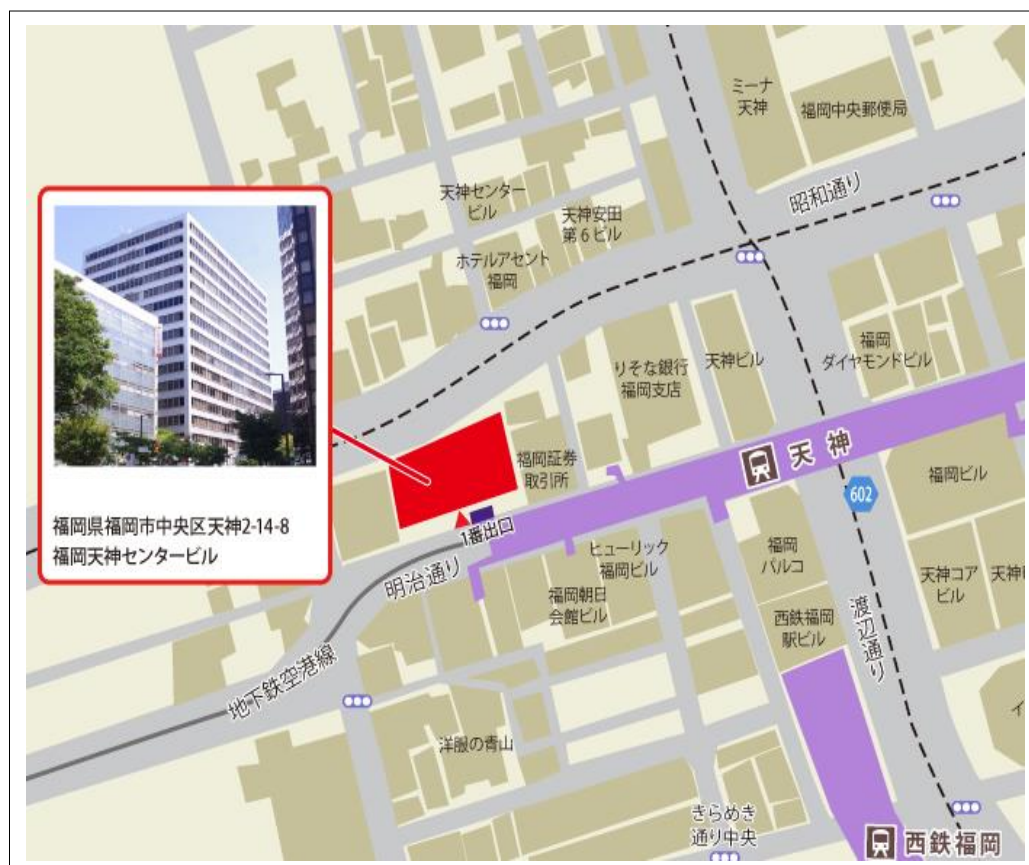 ミーナ
天神
福岡中央郵便局
昭和通り
天神センター
ビル
天神安田
第6ビル
ホテルアセント
福岡
りそな銀行
福岡支店
天神ビル
福岡
ダイヤモンドビル
天神
福岡証券
取引所
602
福岡ビル
1番出口
明治通り
ヒューリック
福岡ビル
福岡朝日
会館ビル
福岡
パルコ
天神コア
ビル
西鉄福岡
駅ビル
渡辺通り
地下鉄空港線
洋服の青山
きらめき
通り中央
西鉄福岡
福岡県福岡市中央区天神2-14-8
福岡天神センタービル